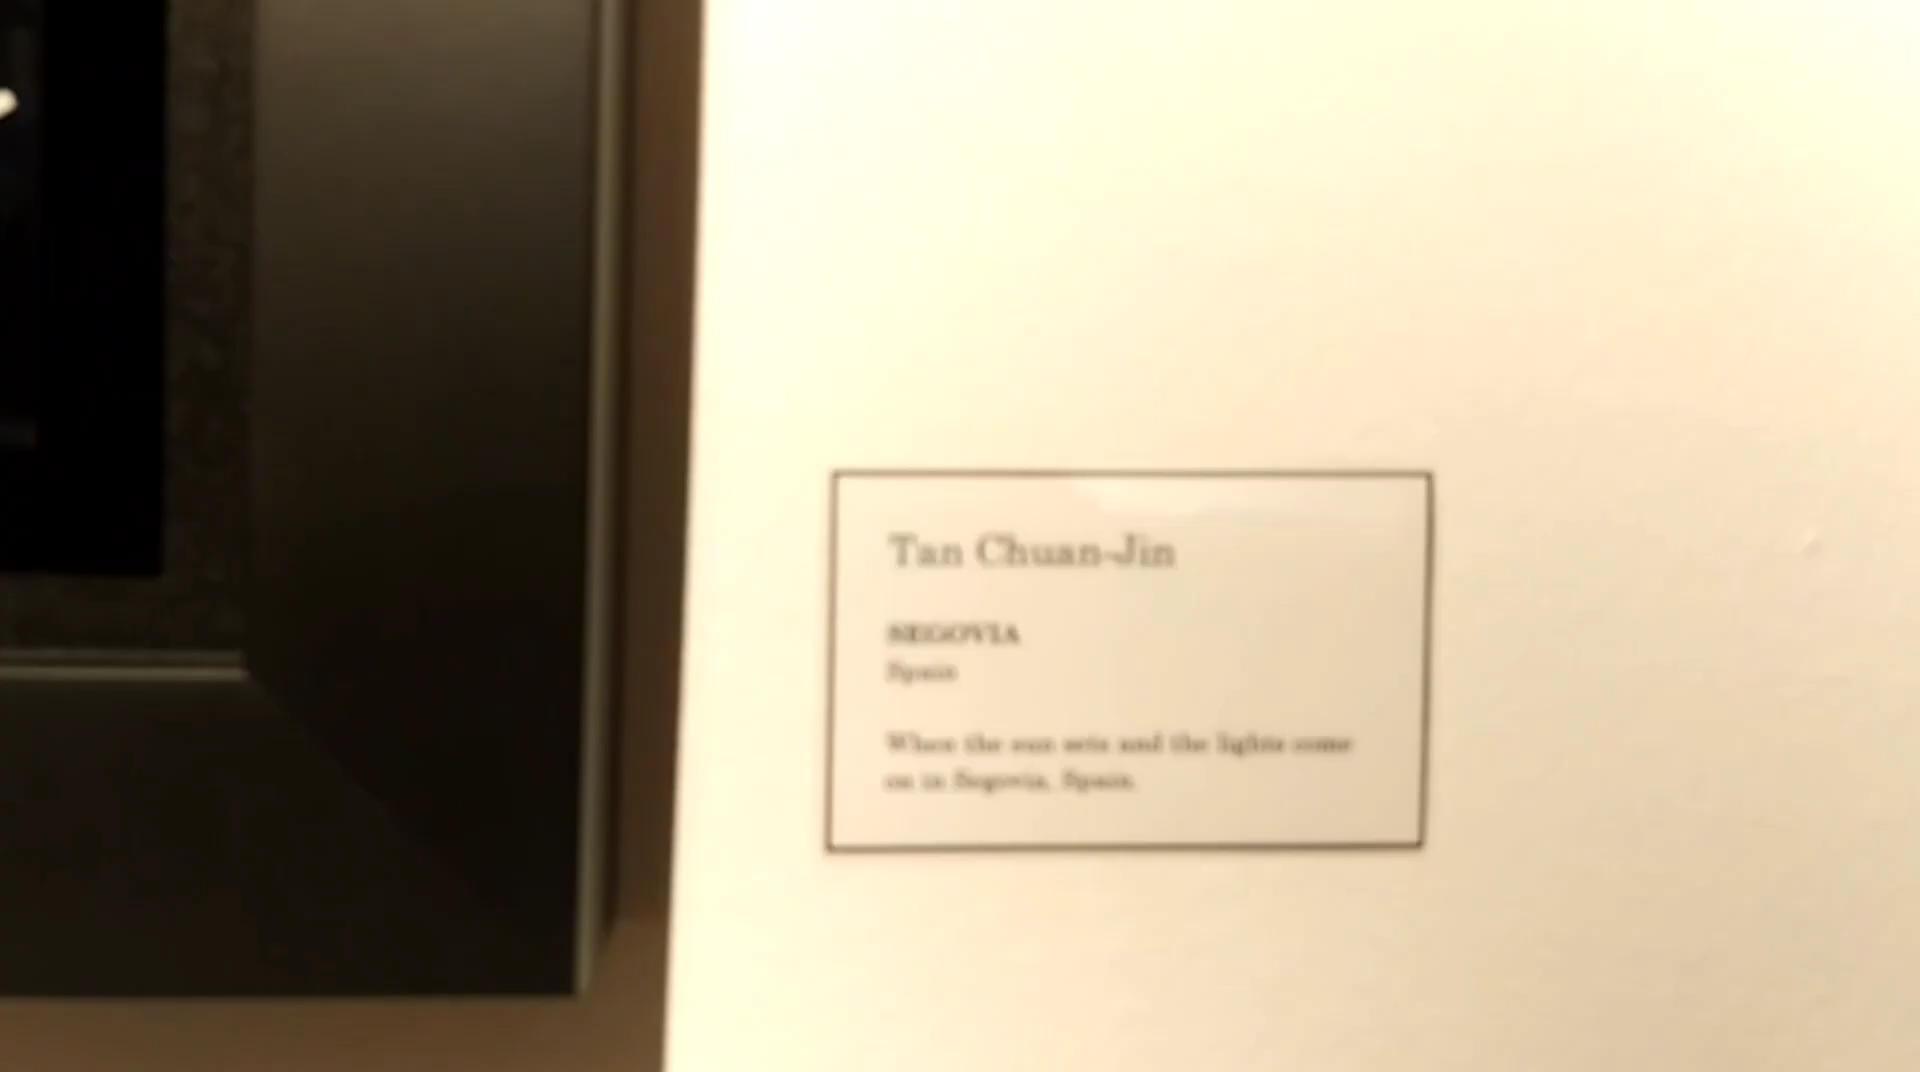 Tan Chuan-Jin
SEGOVIA
Spain
When the sun sets and the lights come
on in Segovia, Spain.